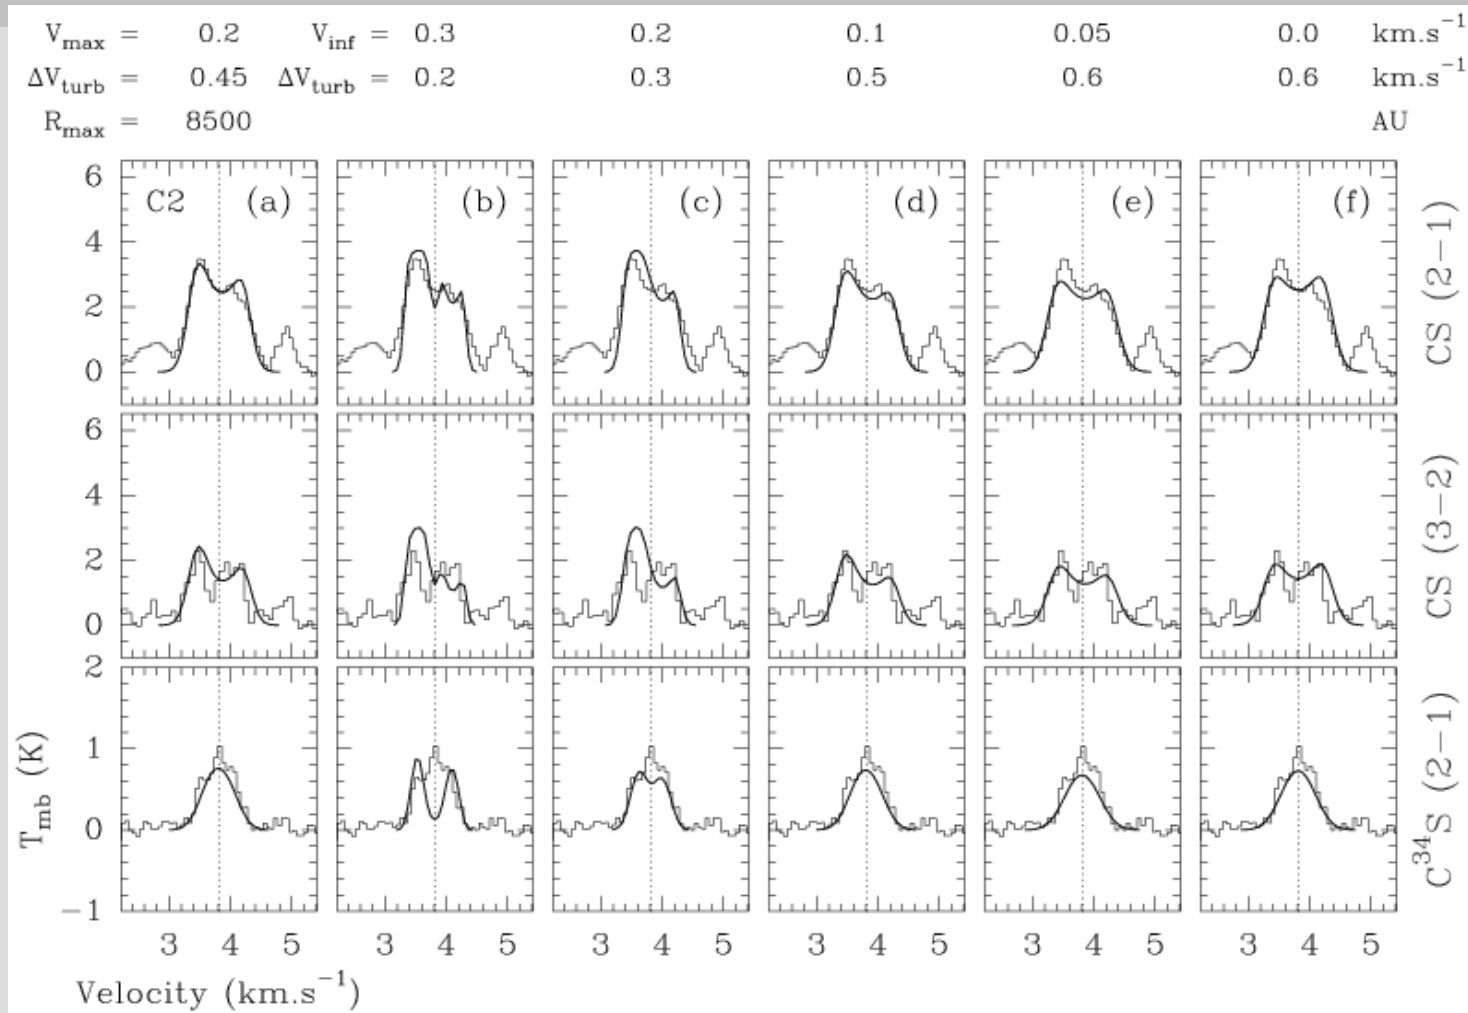 V_max = 0.2 V_inf = 0.3 0.2 0.1 0.05 0.0 km.s⁻¹
ΔV_turb = 0.45 ΔV_turb = 0.2 0.3 0.5 0.6 0.6 km.s⁻¹
R_max = 8500 AU
6 C2 (a) (b) (c) (d) (e) (f)
4
2
0
CS (2−1)
6
4
2
0
CS (3−2)
2
1
0
−1
T_mb (K)
C³⁴S (2−1)
3 4 5 3 4 5 3 4 5 3 4 5 3 4 5 3 4 5
Velocity (km.s⁻¹)